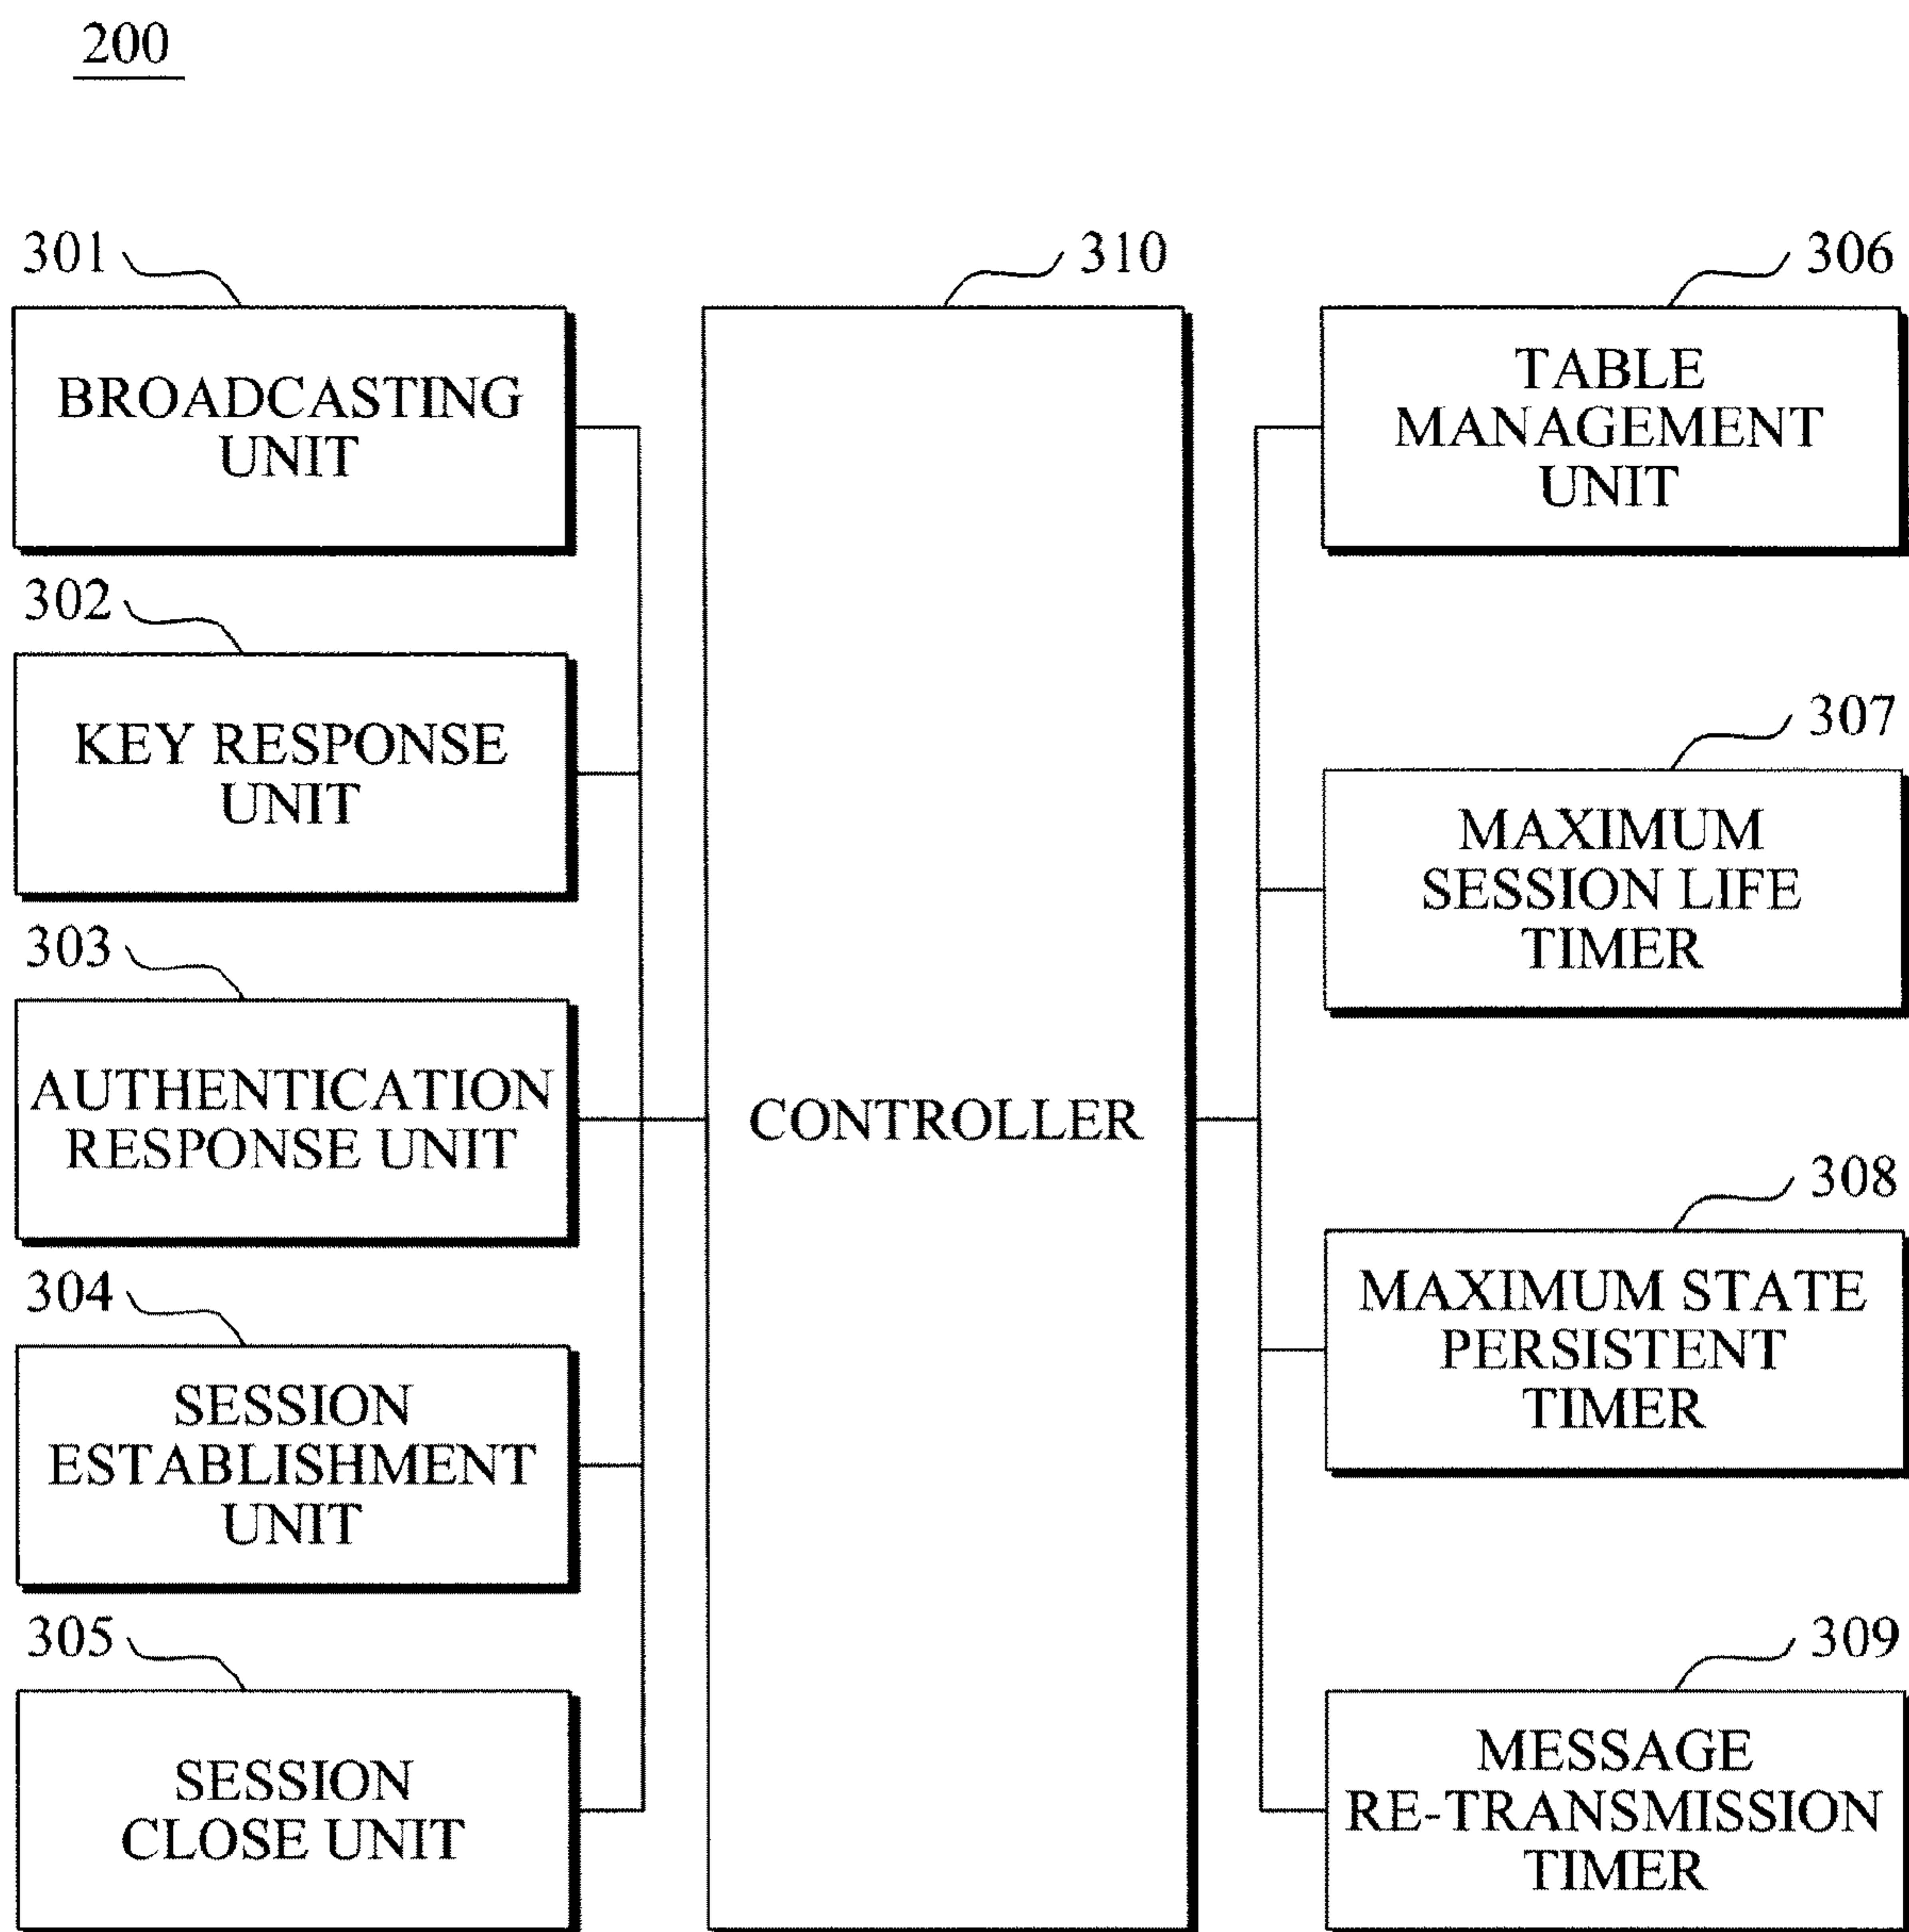 200
301
BROADCASTING
UNIT
302
KEY RESPONSE
UNIT
303
AUTHENTICATION
RESPONSE UNIT
304
SESSION
ESTABLISHMENT
UNIT
305
SESSION
CLOSE UNIT
310
CONTROLLER
306
TABLE
MANAGEMENT
UNIT
307
MAXIMUM
SESSION LIFE
TIMER
308
MAXIMUM STATE
PERSISTENT
TIMER
309
MESSAGE
RE-TRANSMISSION
TIMER